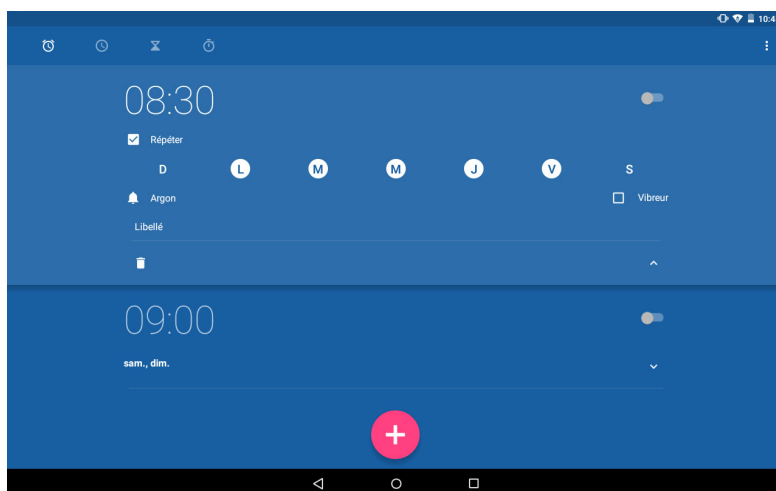 10:4
08:30
Répéter
D L M M J V S
Argon Vibreur
Libellé
09:00
sam., dim.